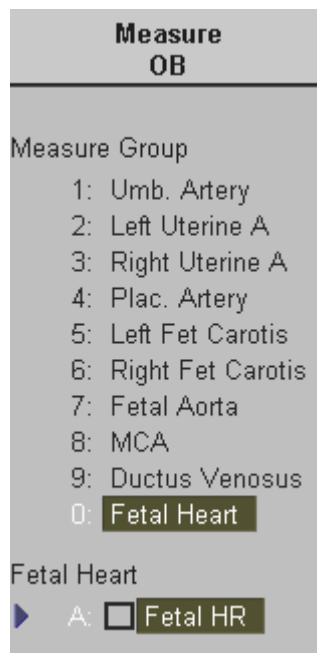 Measure
OB
Measure Group
1: Umb. Artery
2: Left Uterine A
3: Right Uterine A
4: Plac. Artery
5: Left Fet Carotis
6: Right Fet Carotis
7: Fetal Aorta
8: MCA
9: Ductus Venosus
0: Fetal Heart
Fetal Heart
A: Fetal HR